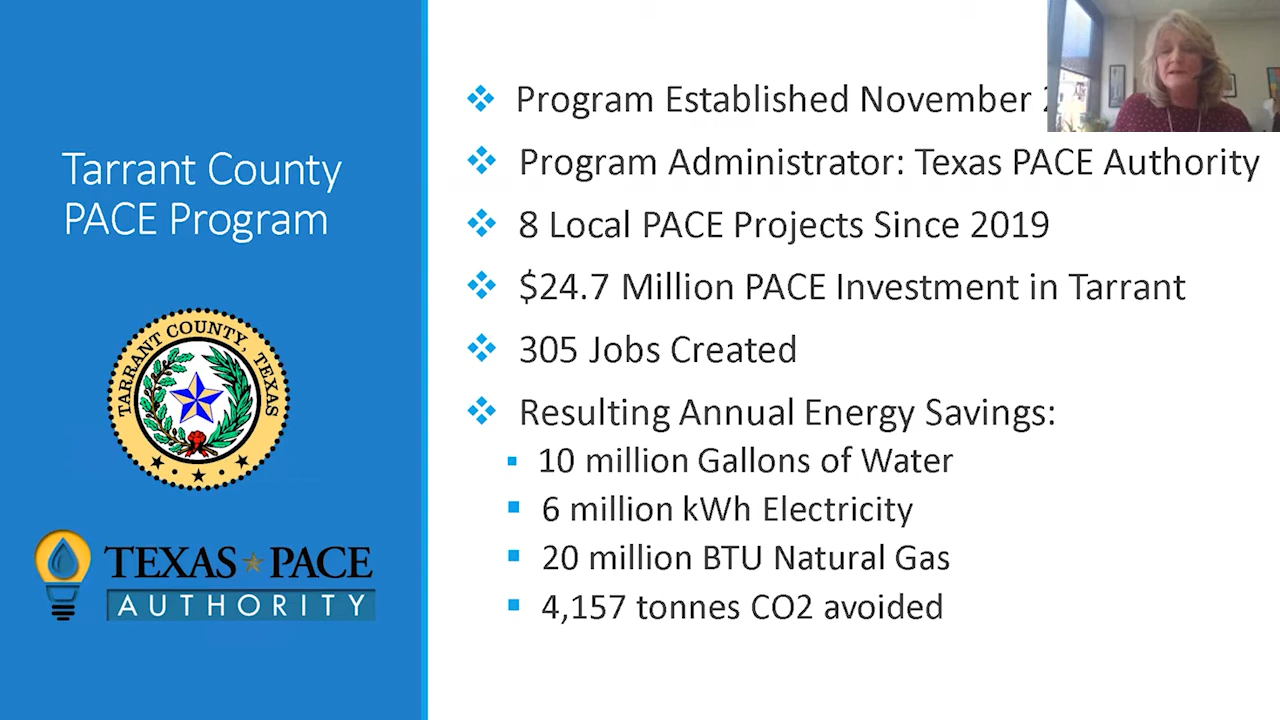 Tarrant County
PACE Program
TARRANT COUNTY, TEXAS
TEXAS PACE
AUTHORITY
Program Established November
Program Administrator: Texas PACE Authority
8 Local PACE Projects Since 2019
$24.7 Million PACE Investment in Tarrant
305 Jobs Created
Resulting Annual Energy Savings:
10 million Gallons of Water
6 million kWh Electricity
20 million BTU Natural Gas
4,157 tonnes CO2 avoided